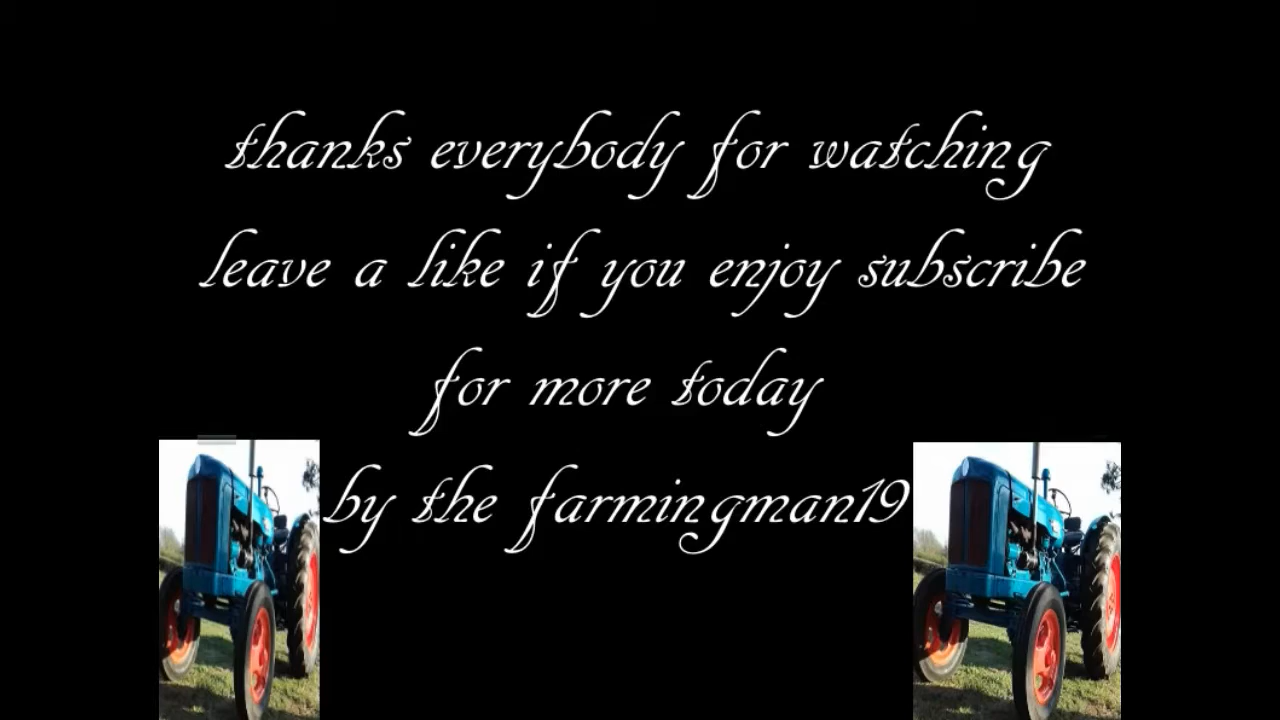 thanks everybody for watching
leave a like if you enjoy subscribe
for more today
by the farmingman19